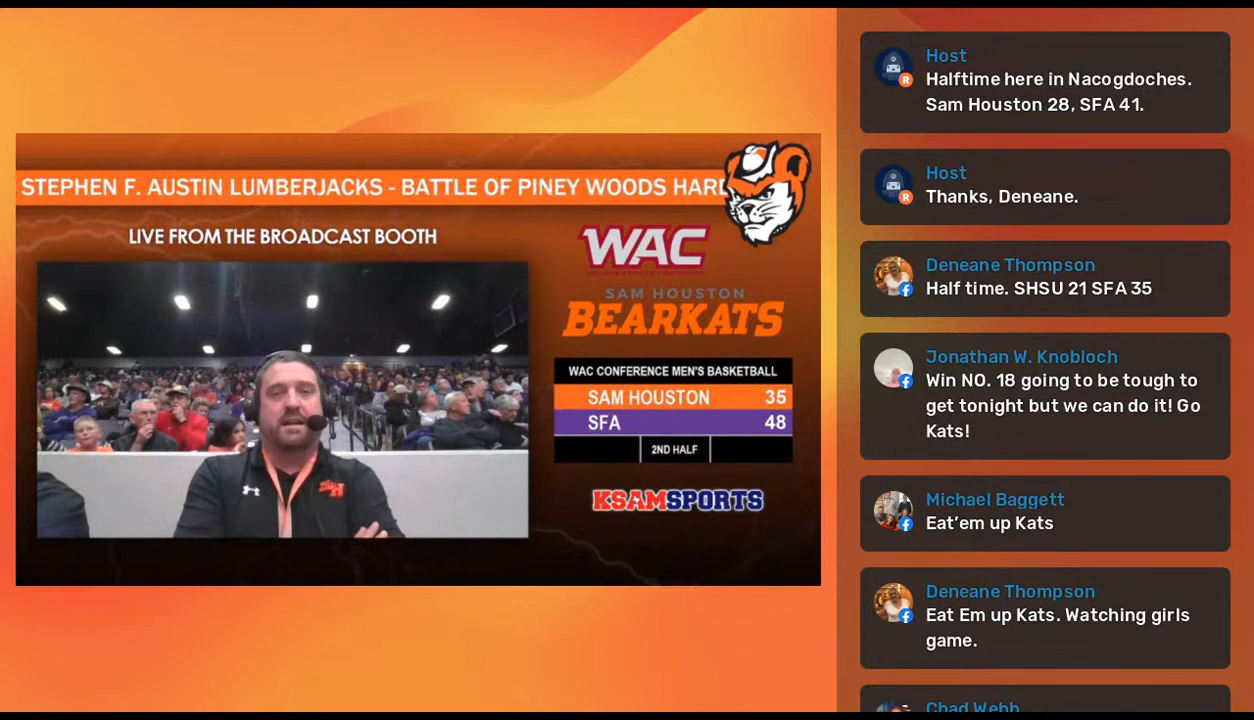 STEPHEN F. AUSTIN LUMBERJACKS - BATTLE OF PINEY WOODS HARD
LIVE FROM THE BROADCAST BOOTH
WAC
SAM HOUSTON
BEARKATS
WAC CONFERENCE MEN'S BASKETBALL
SAM HOUSTON 35
SFA 48
2ND HALF
KSAMSPORTS
Host
Halftime here in Nacogdoches.
Sam Houston 28, SFA 41.
Host
Thanks, Deneane.
Deneane Thompson
Half time. SHSU 21 SFA 35
Jonathan W. Knobloch
Win NO. 18 going to be tough to
get tonight but we can do it! Go
Kats!
Michael Baggett
Eat’em up Kats
Deneane Thompson
Eat Em up Kats. Watching girls
game.
Chad Webb